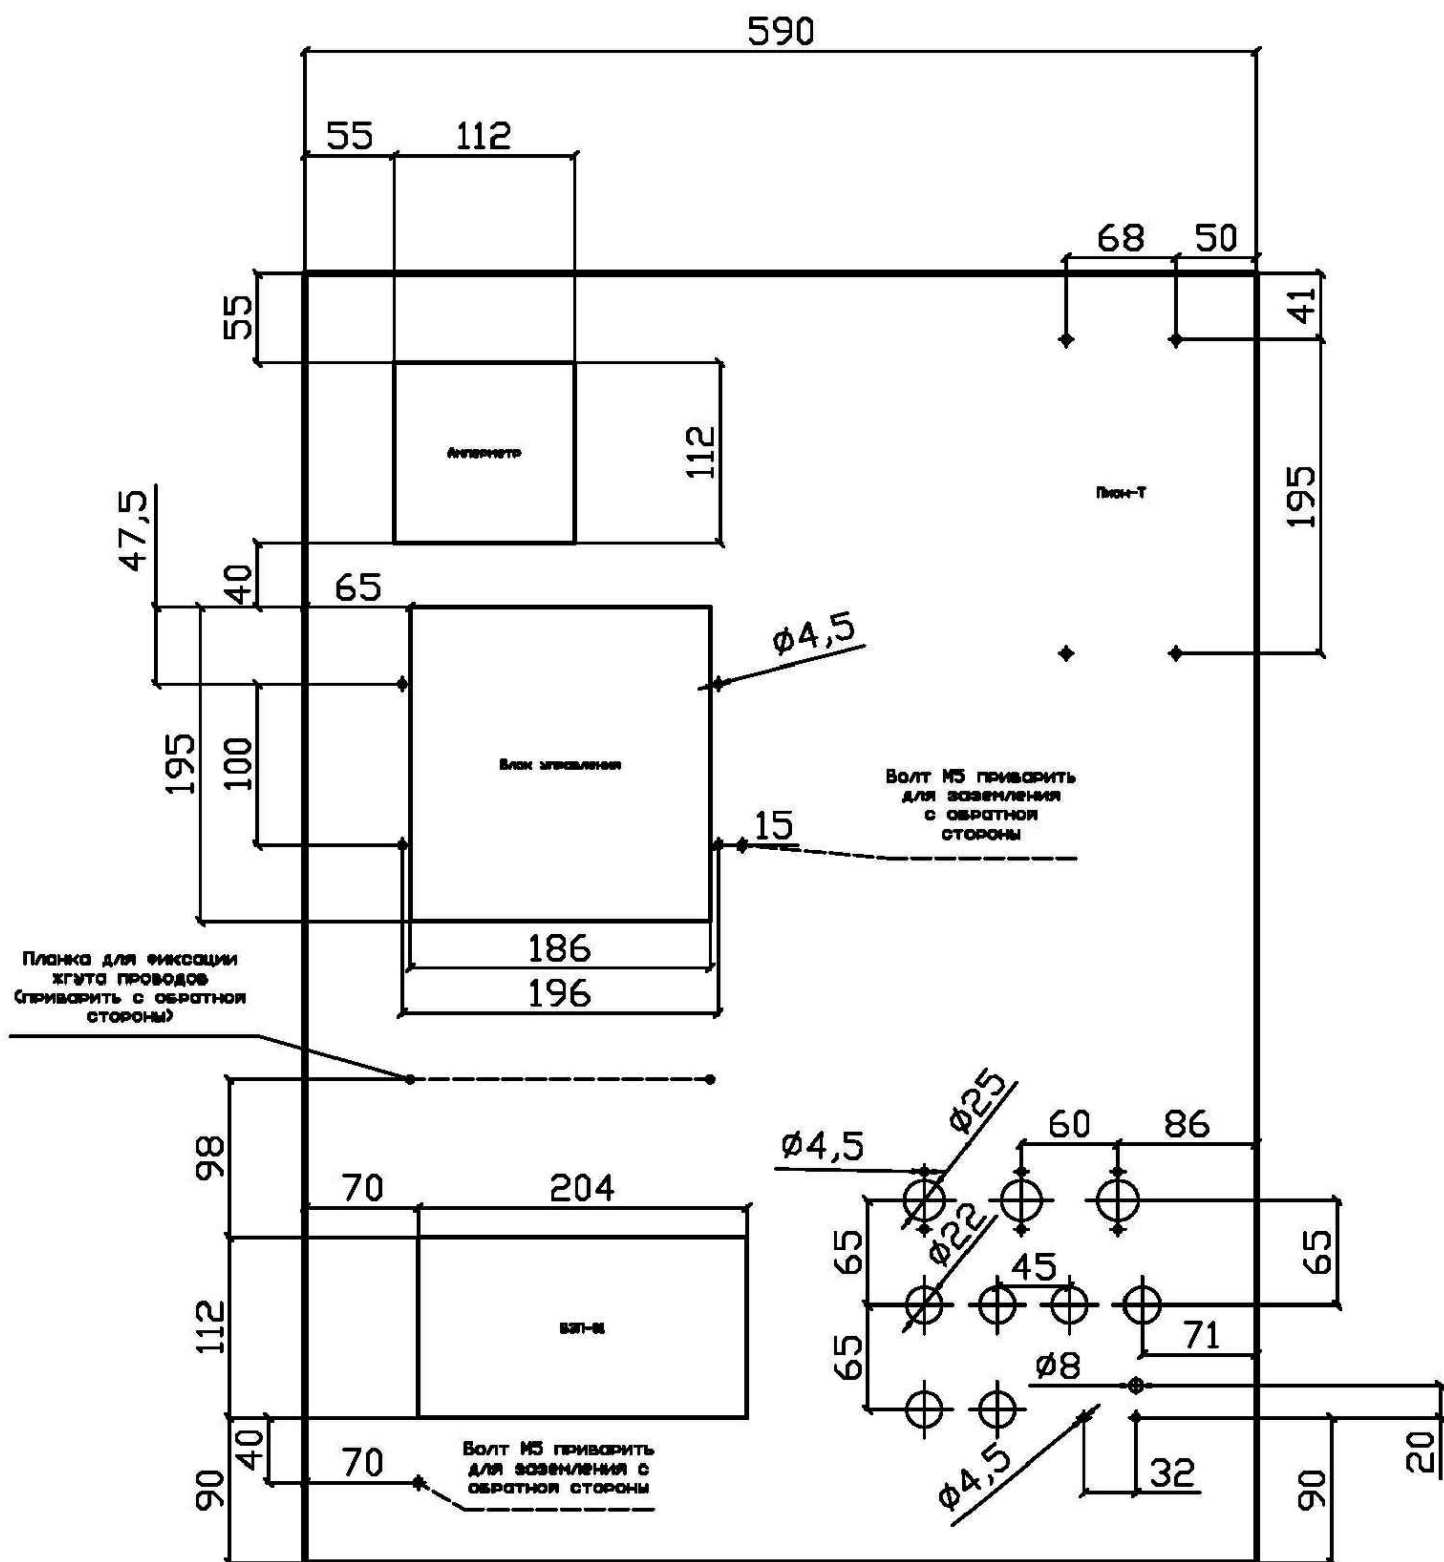 590
55
112
68
50
55
41
Амперметр
112
Пион-Т
195
47,5
40
65
ø4,5
195
100
Блок управления
Болт М5 приварить
для заземления
с обратной
стороны
15
186
Планка для фиксации
жгута проводов
(приварить с обратной
стороны)
196
ø25
98
ø4,5
60
86
70
204
ø22
65
65
45
112
БЗП-01
65
71
ø8
40
90
70
Болт М5 приварить
для заземления с
обратной стороны
ø4,5
32
90
20